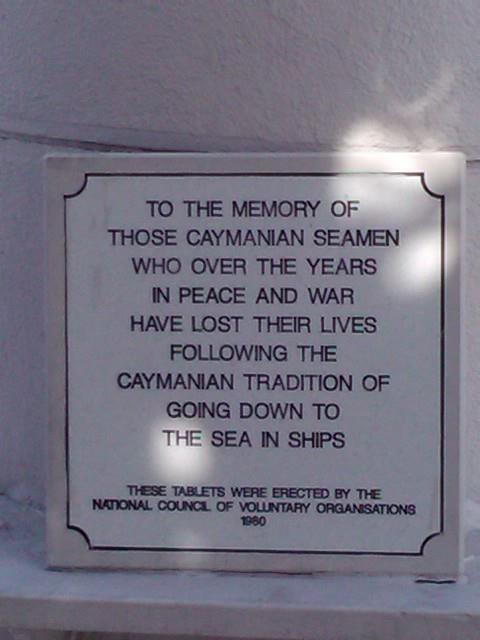 TO THE MEMORY OF
THOSE CAYMANIAN SEAMEN
WHO OVER THE YEARS
IN PEACE AND WAR
HAVE LOST THEIR LIVES
FOLLOWING THE
CAYMANIAN TRADITION OF
GOING DOWN TO
THE SEA IN SHIPS
THESE TABLETS WERE ERECTED BY THE
NATIONAL COUNCIL OF VOLUNTARY ORGANISATIONS
1980